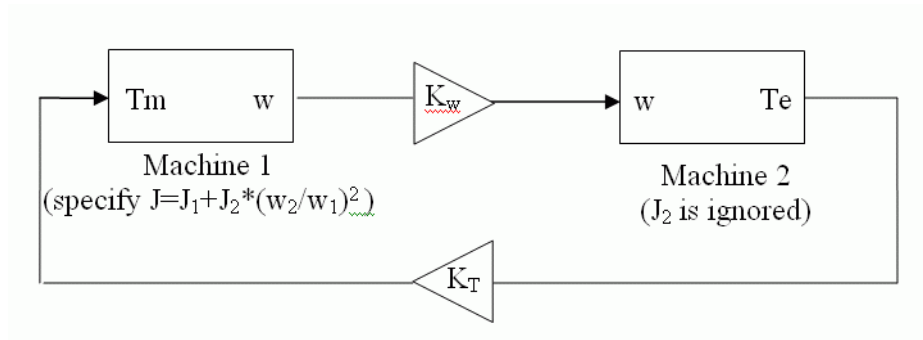 Tm w
K_w
w Te
Machine 1
(specify J=J₁+J₂*(w₂/w₁)²)
Machine 2
(J₂ is ignored)
K_T